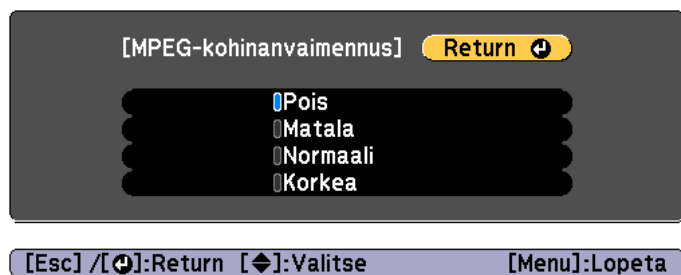 [MPEG-kohinanvaimennus] Return
Pois
Matala
Normaali
Korkea
[Esc] /[⏎]:Return [◆]:Valitse [Menu]:Lopeta